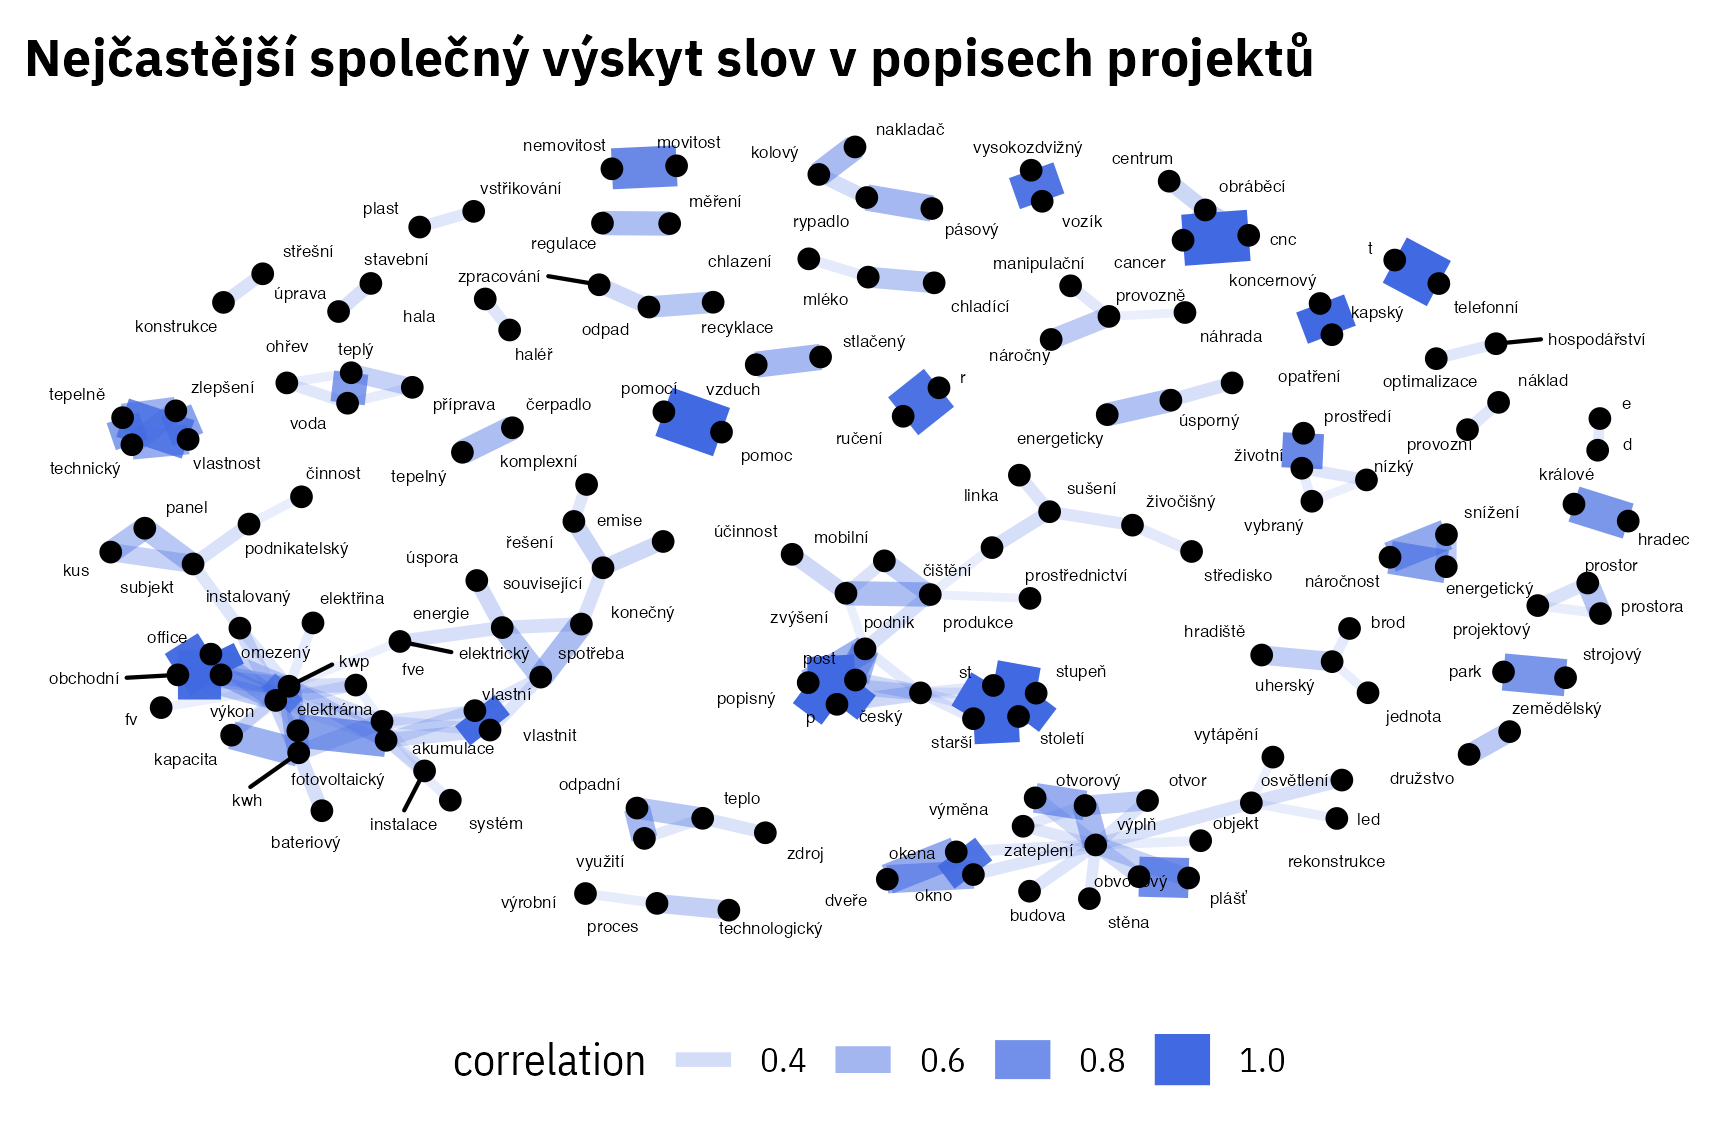 Nejčastější společný výskyt slov v popisech projektů
nakladač
nemovitost
movitost
kolový
vysokozdvižný
centrum
vstřikování
obráběcí
plast
měření
rypadlo
vozík
pásový
regulace
cnc
t
střešní
stavební
chlazení
manipulační
cancer
zpracování
koncernový
úprava
mléko
provozně
chladící
telefonní
konstrukce
hala
odpad
recyklace
kapský
náhrada
hospodářství
ohřev
teplý
haléř
stlačený
náročný
tepelně
zlepšení
pomocí
vzduch
r
opatření
optimalizace
náklad
příprava
čerpadlo
e
voda
ručení
energeticky
úsporný
prostředí
provozní
d
technický
vlastnost
tepelný
komplexní
pomoc
životní
nízký
králové
činnost
linka
sušení
živočišný
panel
emise
účinnost
mobilní
vybraný
snížení
podnikatelský
řešení
hradec
kus
subjekt
úspora
související
čištění
prostřednictví
středisko
náročnost
energetický
prostor
instalovaný
elektřina
energie
konečný
zvýšení
podnik
produkce
projektový
prostora
office
omezený
hradiště
brod
kwp
fve
elektrický
spotřeba
post
st
stupeň
uherský
park
strojový
obchodní
vlastní
popisný
fv
výkon
elektrárna
p
český
jednota
zemědělský
starší
století
vytápění
kapacita
akumulace
vlastnit
fotovoltaický
odpadní
otvorový
otvor
osvětlení
družstvo
kwh
teplo
výměna
instalace
systém
výplň
objekt
led
bateriový
využití
zdroj
okena
zateplení
rekonstrukce
obvodový
výrobní
dveře
okno
plášť
budova
stěna
proces
technologický
correlation 0.4 0.6 0.8 1.0